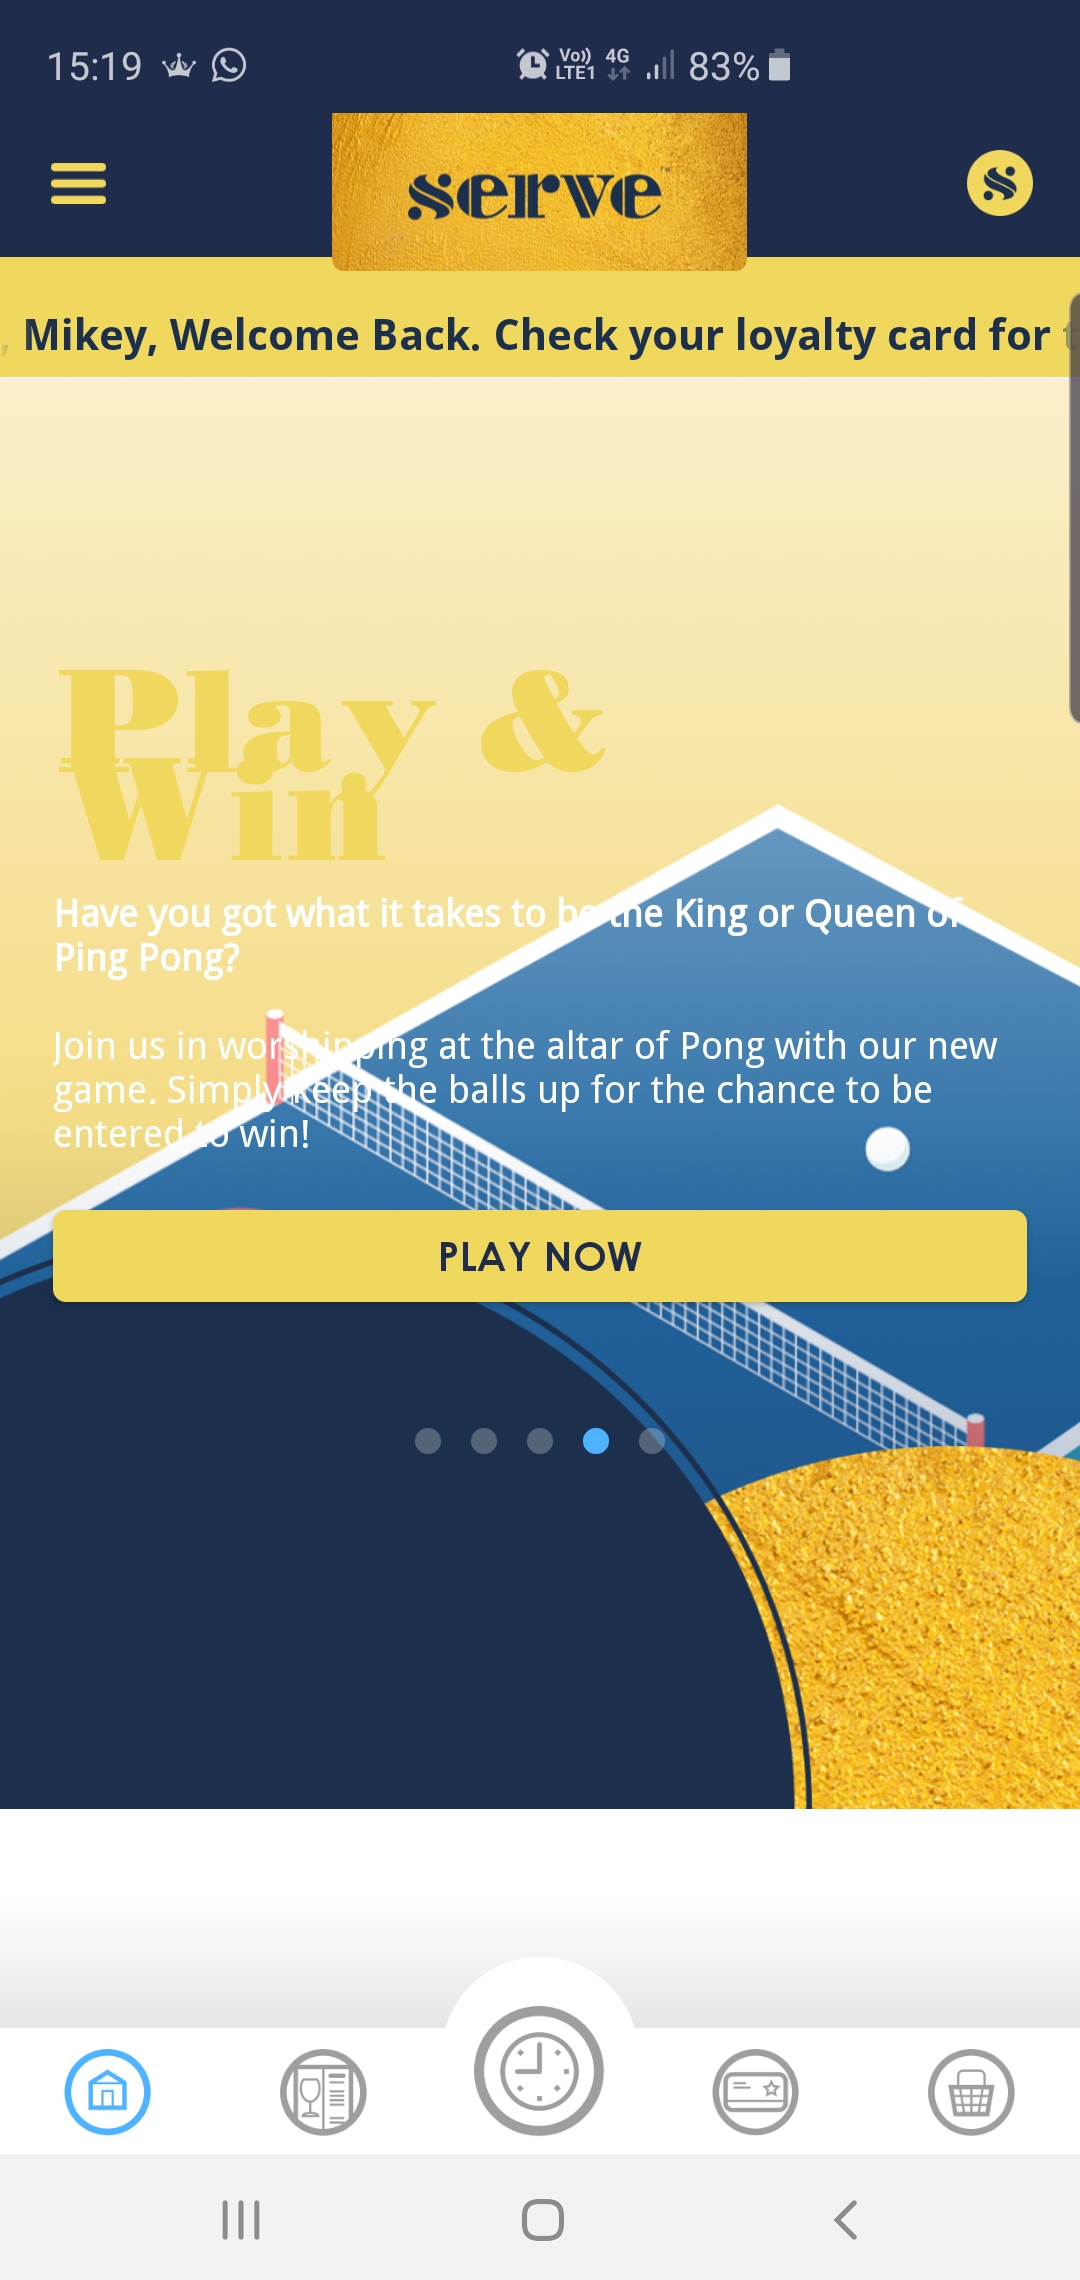 15:19 Vo)) LTE1 4G 83%
serve™
Mikey, Welcome Back. Check your loyalty card for
Play &
Win
Have you got what it takes to be the King or Queen of
Ping Pong?
Join us in worshipping at the altar of Pong with our new
game. Simply keep the balls up for the chance to be
entered to win!
PLAY NOW